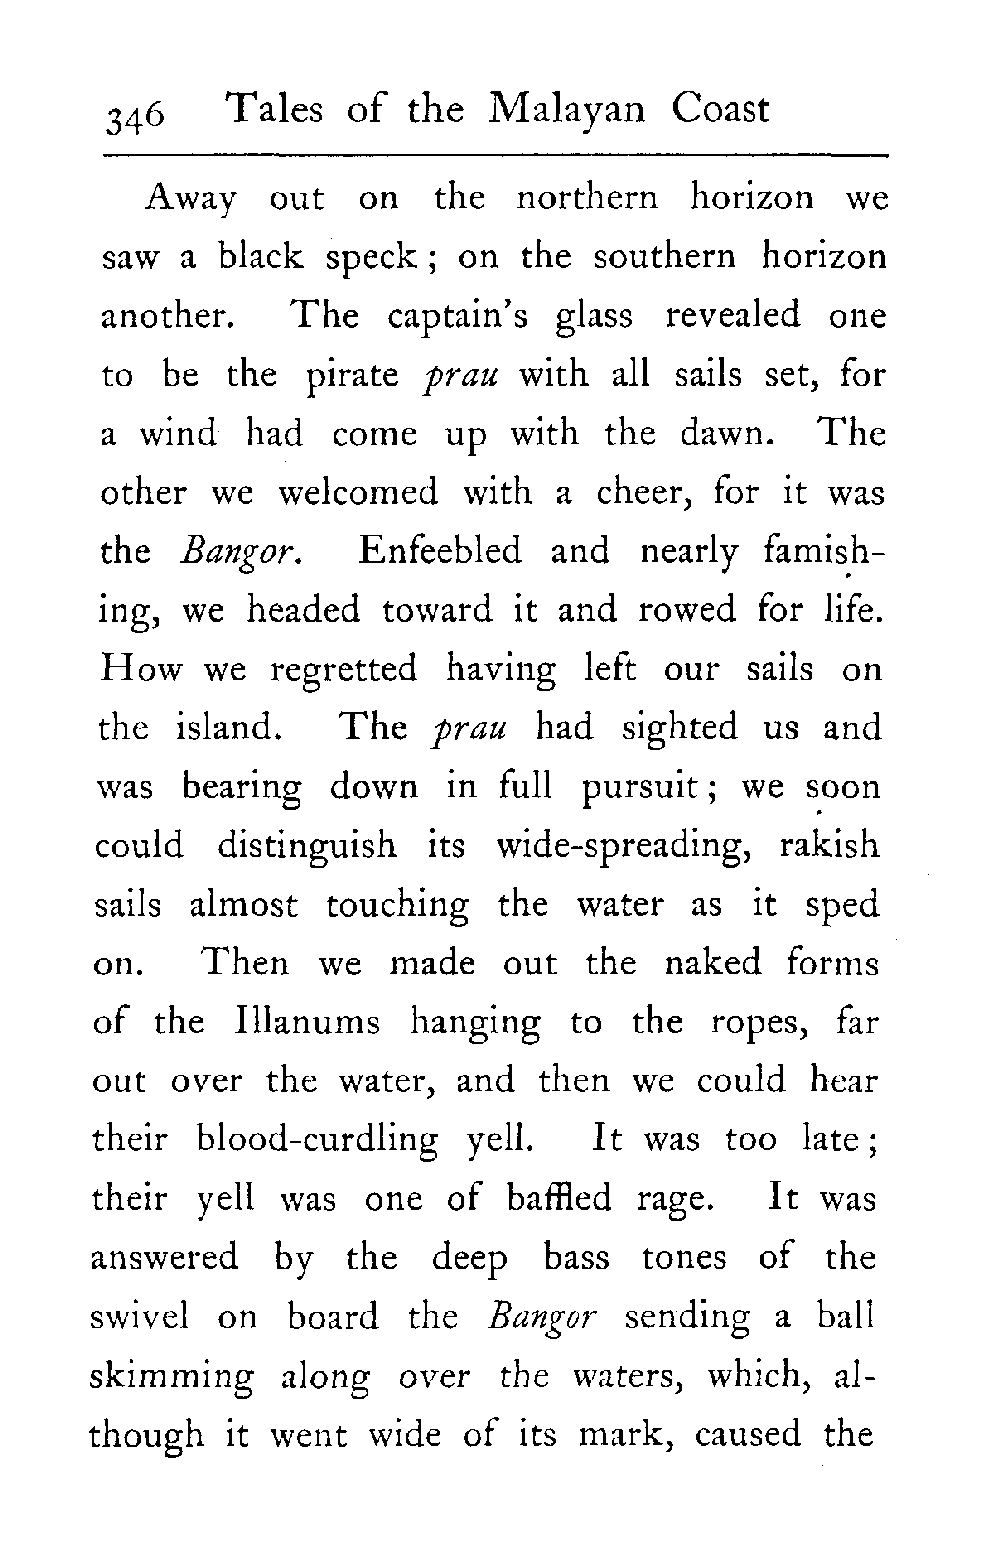 346 Tales of the Malayan Coast
Away out on the northern horizon we
saw a black speck ; on the southern horizon
another. The captain's glass revealed one
to be the pirate prau with all sails set, for
a wind had come up with the dawn. The
other we welcomed with a cheer, for it was
the Bangor. Enfeebled and nearly famish-
ing, we headed toward it and rowed for life.
How we regretted having left our sails on
the island. The prau had sighted us and
was bearing down in full pursuit ; we soon
could distinguish its wide-spreading, rakish
sails almost touching the water as it sped
on. Then we made out the naked forms
of the Illanums hanging to the ropes, far
out over the water, and then we could hear
their blood-curdling yell. It was too late ;
their yell was one of baffled rage. It was
answered by the deep bass tones of the
swivel on board the Bangor sending a ball
skimming along over the waters, which, al-
though it went wide of its mark, caused the